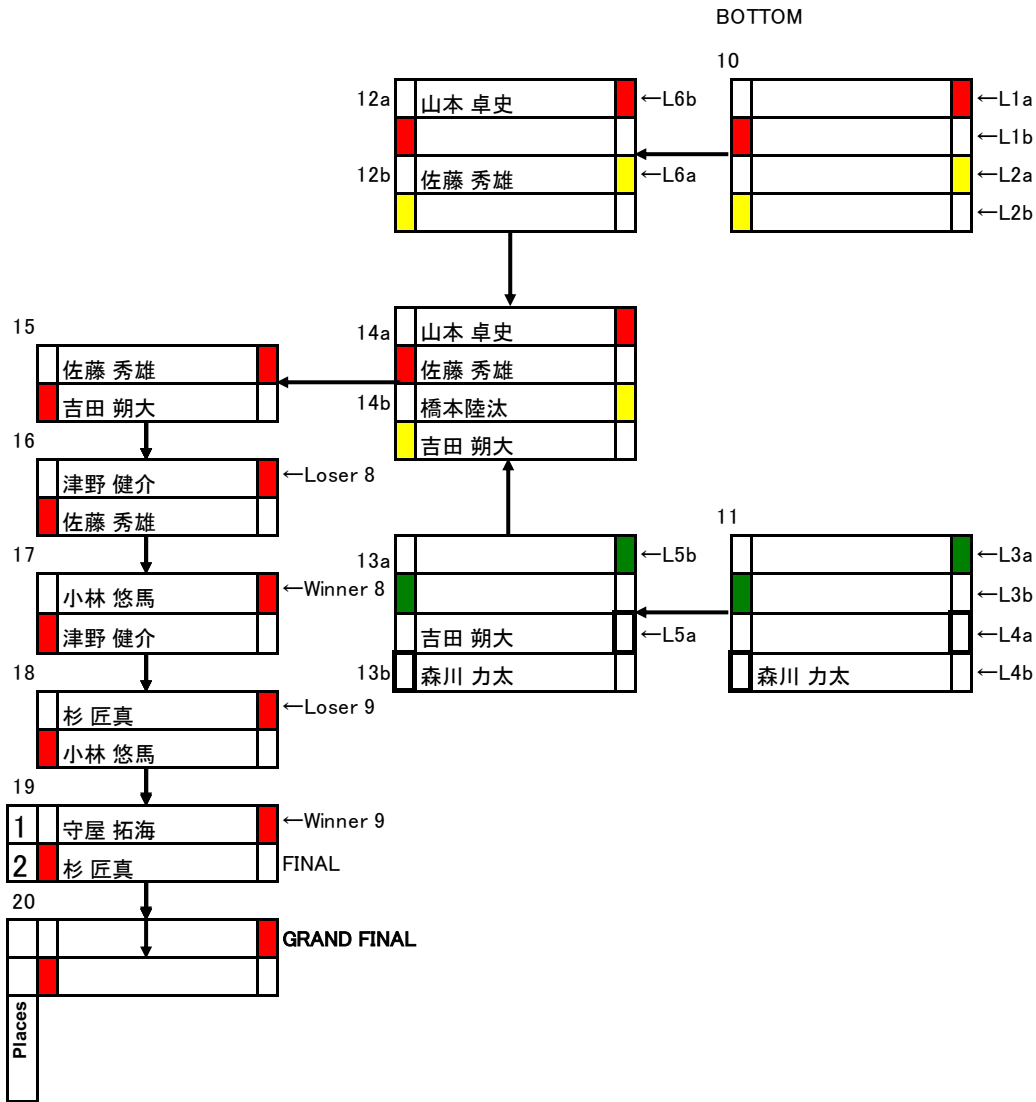 BOTTOM
10
12a 山本 卓史 ←L6b ←L1a
←L1b
12b 佐藤 秀雄 ←L6a ←L2a
←L2b
15
14a 山本 卓史
佐藤 秀雄 佐藤 秀雄
吉田 朔大 14b 橋本陸汰
16 吉田 朔大
津野 健介 ←Loser 8
佐藤 秀雄
11
17 13a ←L5b ←L3a
小林 悠馬 ←Winner 8 ←L3b
津野 健介 吉田 朔大 ←L5a ←L4a
18 13b 森川 力太 森川 力太 ←L4b
杉 匠真 ←Loser 9
小林 悠馬
19
1 守屋 拓海 ←Winner 9
2 杉 匠真 FINAL
20
GRAND FINAL
Places